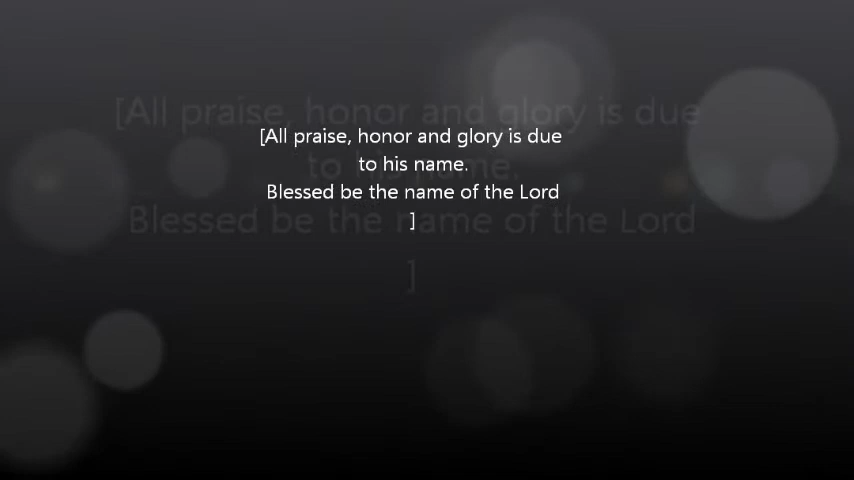 [All praise, honor and glory is due
to his name.
Blessed be the name of the Lord
]